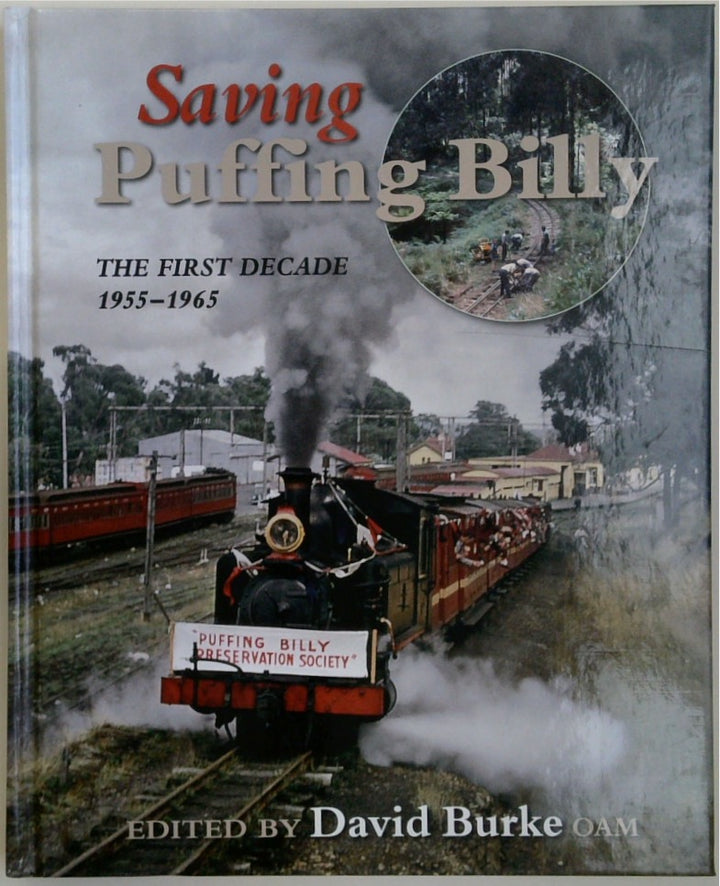 Saving
Puffing Billy
THE FIRST DECADE
1955–1965
"PUFFING BILLY
PRESERVATION SOCIETY"
EDITED BY David Burke OAM